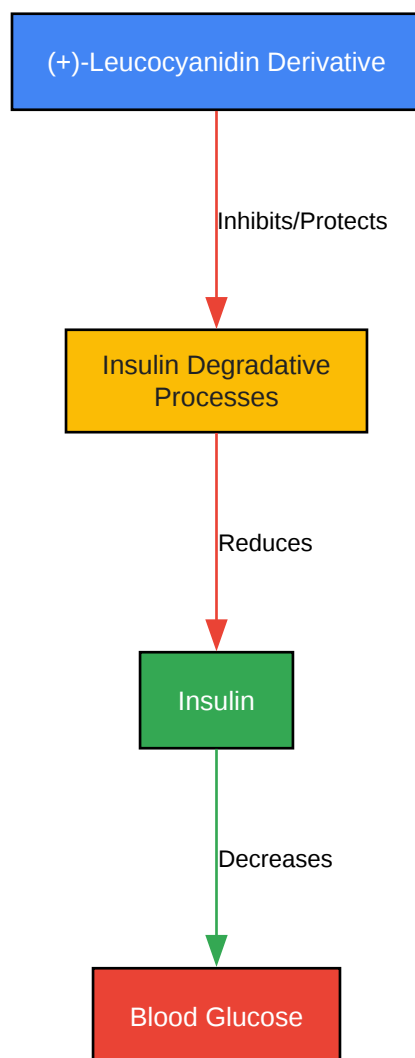 (+)-Leucocyanidin Derivative
Inhibits/Protects
Insulin Degradative
Processes
Reduces
Insulin
Decreases
Blood Glucose